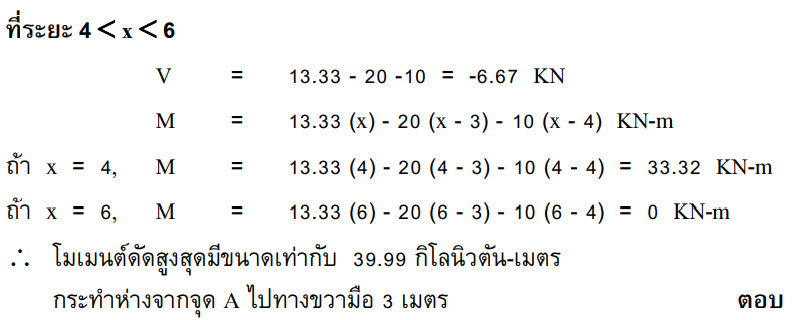 ที่ระยะ 4 < x < 6
V = 13.33 - 20 -10 = -6.67 KN
M = 13.33 (x) - 20 (x - 3) - 10 (x - 4) KN-m
ถ้า x = 4, M = 13.33 (4) - 20 (4 - 3) - 10 (4 - 4) = 33.32 KN-m
ถ้า x = 6, M = 13.33 (6) - 20 (6 - 3) - 10 (6 - 4) = 0 KN-m
∴ โมเมนต์ดัดสูงสุดมีขนาดเท่ากับ 39.99 กิโลนิวตัน-เมตร
กระทำห่างจากจุด A ไปทางขวามือ 3 เมตร ตอบ